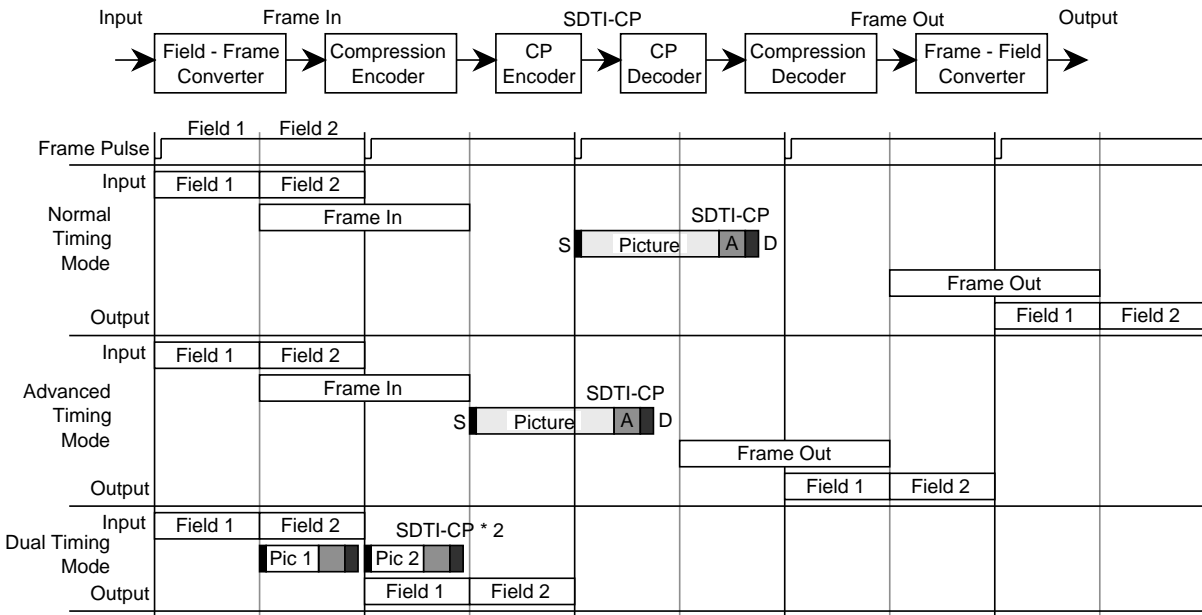 Input Frame In SDTI-CP Frame Out Output
Field - Frame Converter
Compression Encoder
CP Encoder
CP Decoder
Compression Decoder
Frame - Field Converter
Field 1 Field 2
Frame Pulse
Input Field 1 Field 2
Normal Timing Mode
Frame In
SDTI-CP
S Picture A D
Frame Out
Output Field 1 Field 2
Input Field 1 Field 2
Advanced Timing Mode
Frame In
SDTI-CP
S Picture A D
Frame Out
Output Field 1 Field 2
Input Field 1 Field 2
SDTI-CP * 2
Dual Timing Mode
Pic 1 Pic 2
Output Field 1 Field 2